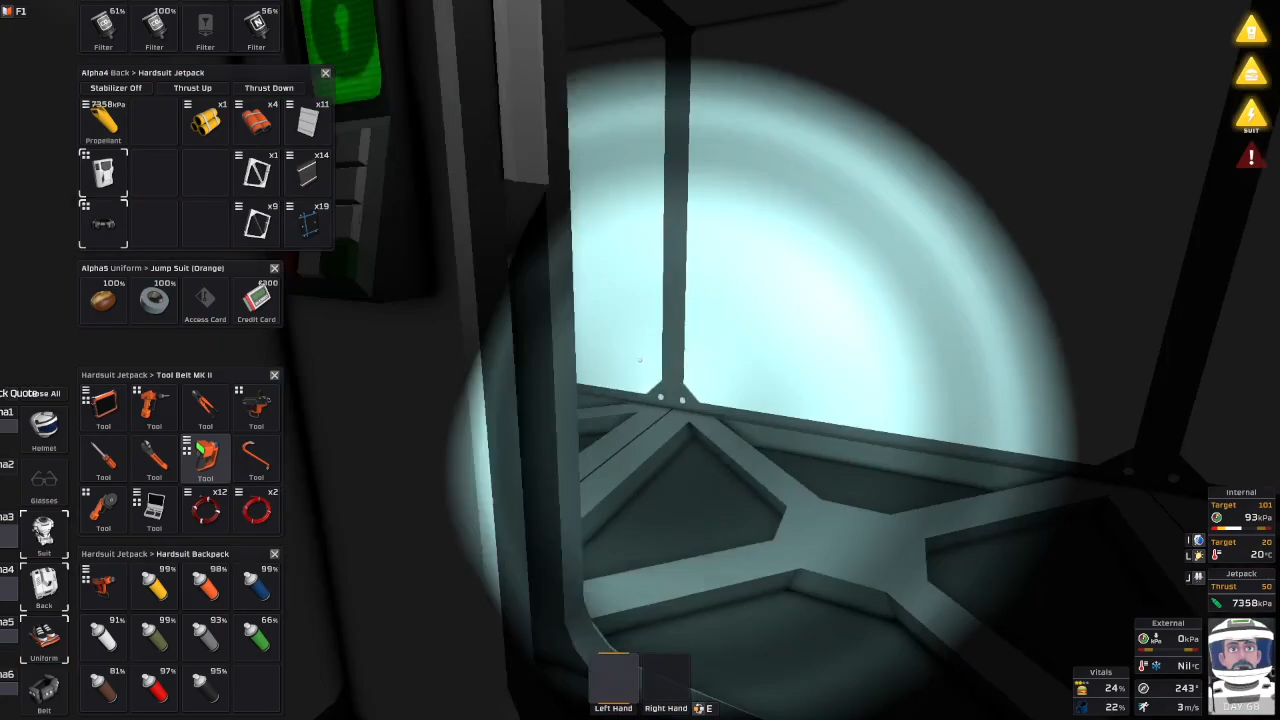 F1
61% 100% 56%
Filter Filter Filter Filter
Alpha4 Back > Hardsuit Jetpack
Stabilizer Off Thrust Up Thrust Down
7358kPa x1 x4 x11
Propellant
x1 x14
x9 x19
Alpha5 Uniform > Jump Suit (Orange)
100% 100% €200
Access Card Credit Card
Hardsuit Jetpack > Tool Belt MK II
Tool Tool Tool Tool
Tool Tool Tool Tool
x12 x2
Tool Tool
Hardsuit Jetpack > Hardsuit Backpack
99% 98% 99%
91% 99% 93% 66%
81% 97% 95%
Helmet
Glasses
Suit
Back
Uniform
Belt
Left Hand Right Hand E
SUIT
Internal
Target 101
93kPa
Target 20
20°C
Jetpack
Thrust 50
7358kPa
External
0kPa
Nil°C
Vitals
24% 243°
22% 3m/s
DAY 68